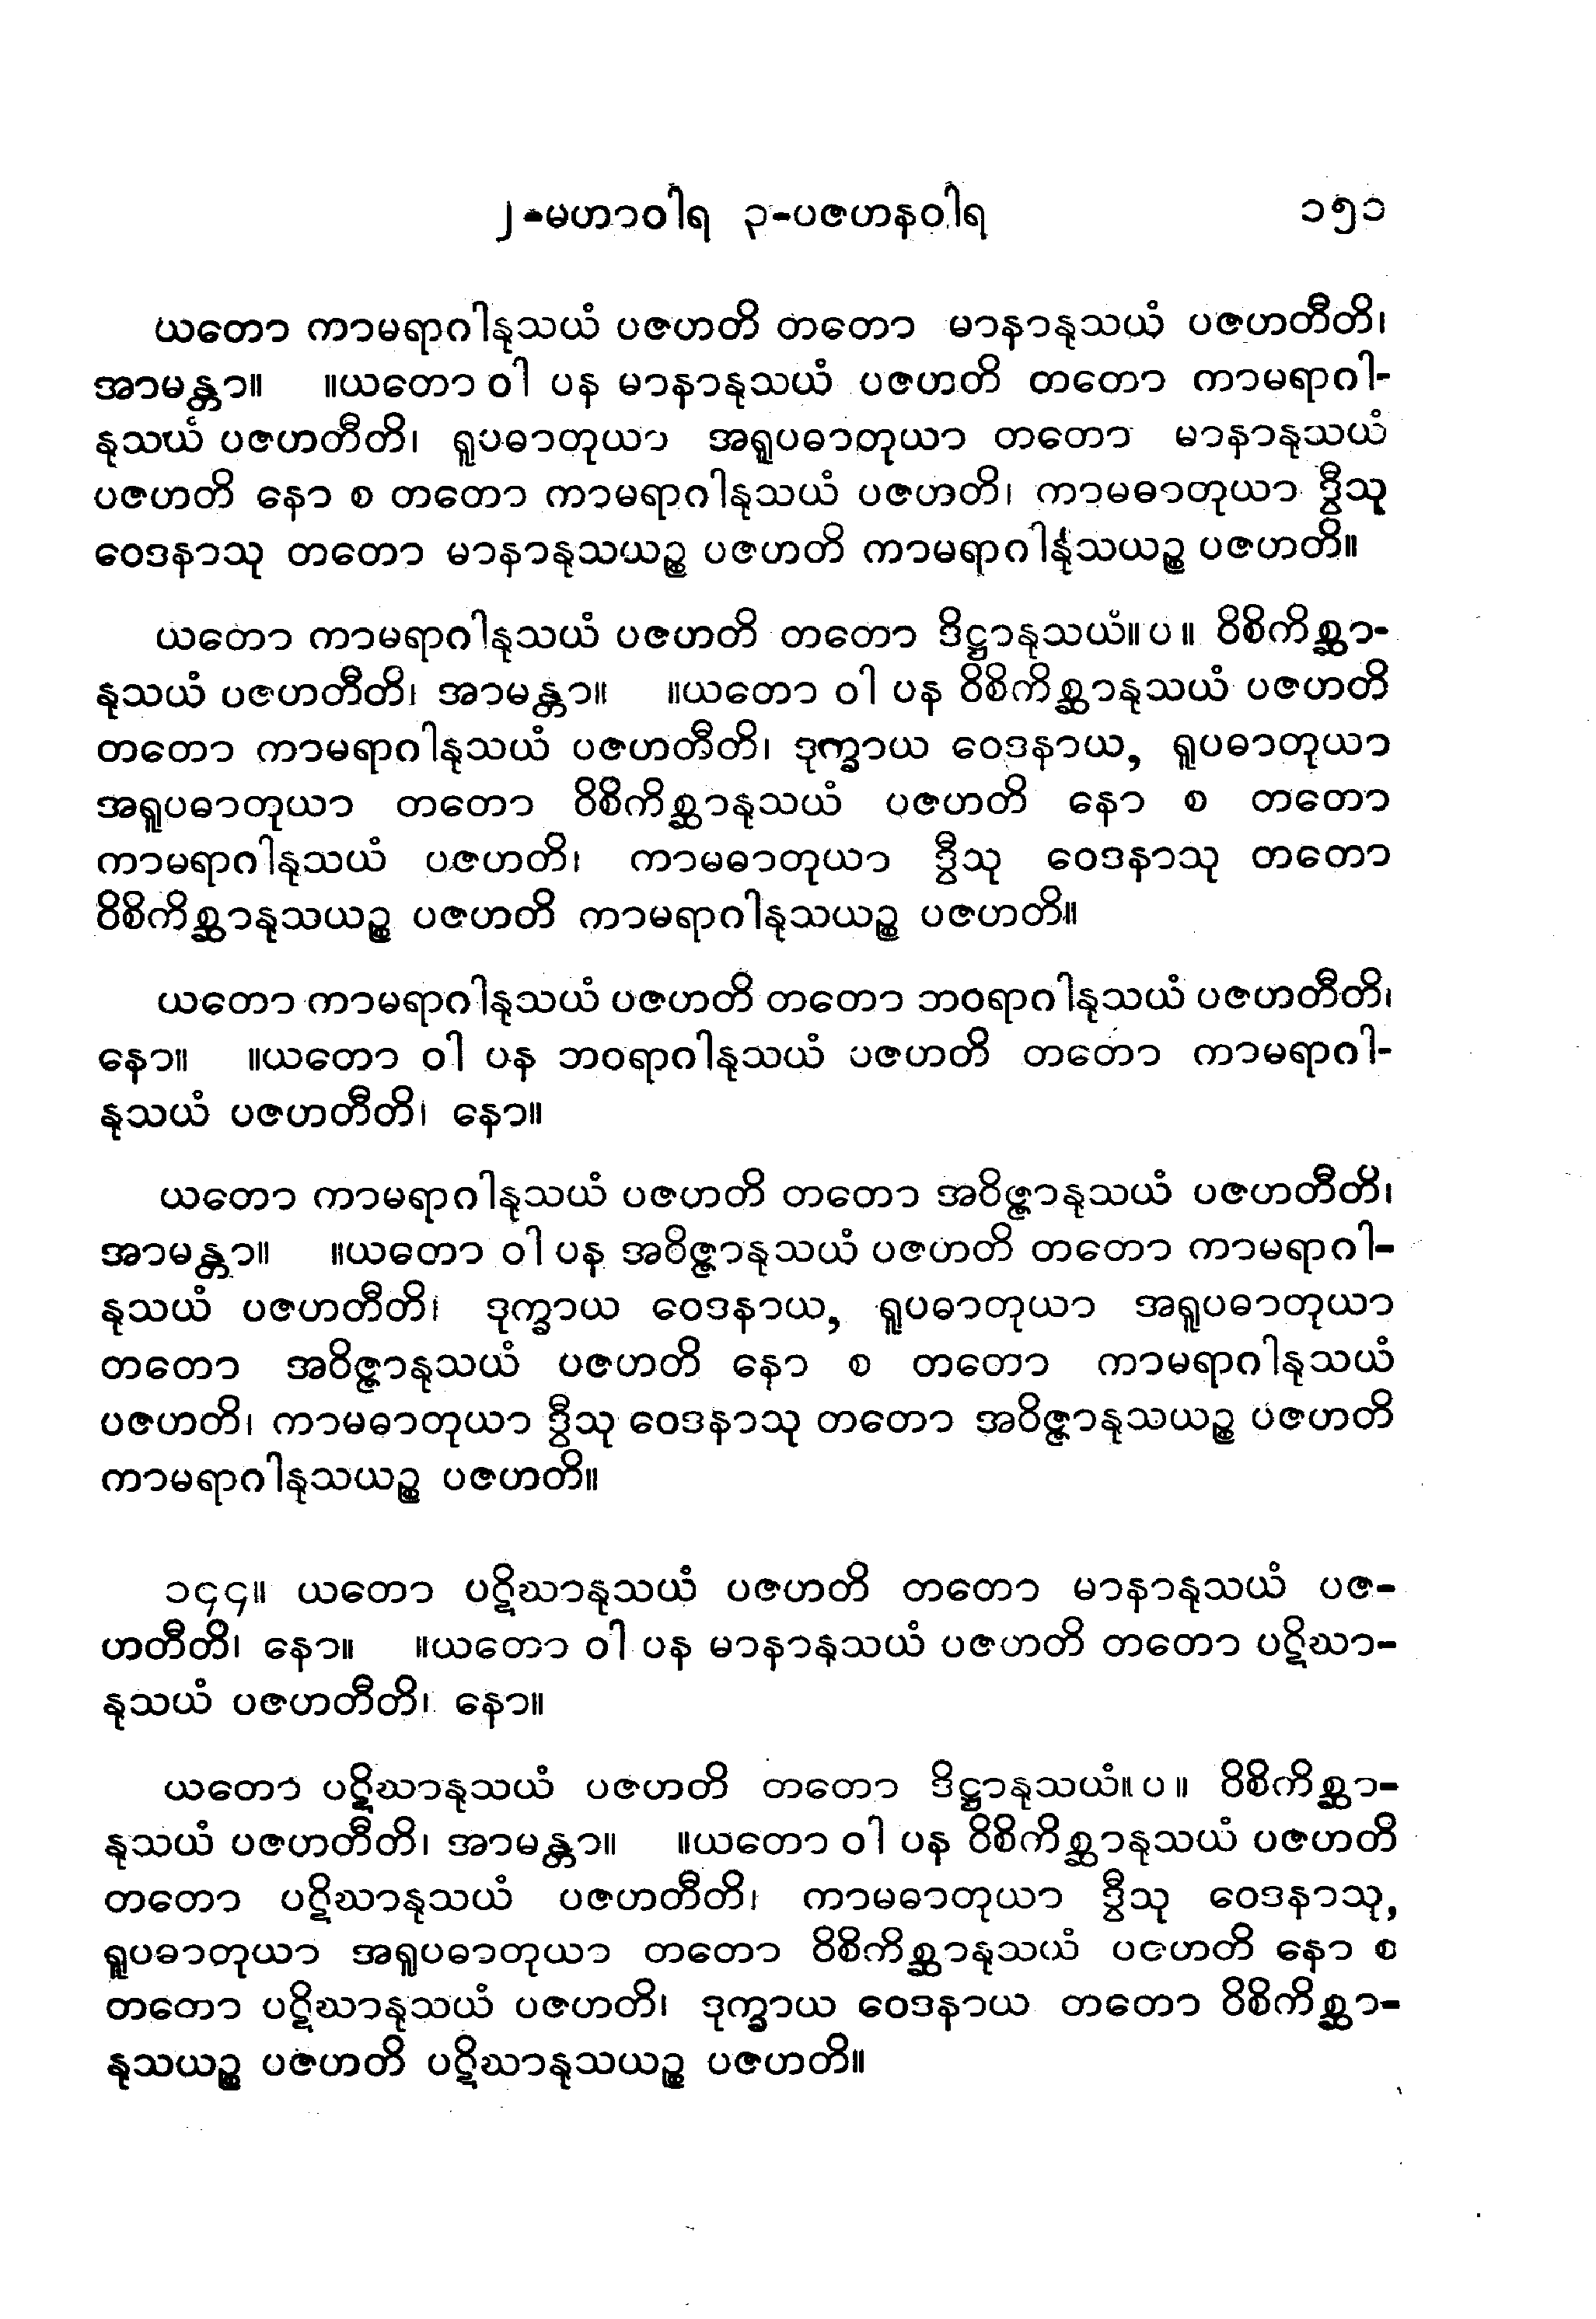 ၂-မဟာဝါရ ၃-ပဇဟနဝါရ ၁၅၁
ယတော ကာမရာဂါနုသယံ ပဇဟတိ တတော မာနာနုသယံ ပဇဟတီတိ၊
အာမန္တာ။ ။ယတော ဝါ ပန မာနာနုသယံ ပဇဟတိ တတော ကာမရာဂါ-
နုသယံ ပဇဟတီတိ၊ ရူပဓာတုယာ အရူပဓာတုယာ တတော မာနာနုသယံ
ပဇဟတိ နော စ တတော ကာမရာဂါနုသယံ ပဇဟတိ၊ ကာမဓာတုယာ ဒွီသု
ဝေဒနာသု တတော မာနာနုသယဉ္စ ပဇဟတိ ကာမရာဂါနုသယဉ္စ ပဇဟတိ။
ယတော ကာမရာဂါနုသယံ ပဇဟတိ တတော ဒိဋ္ဌာနုသယံ။ပ။ ဝိစိကိစ္ဆာ-
နုသယံ ပဇဟတီတိ၊ အာမန္တာ။ ။ယတော ဝါ ပန ဝိစိကိစ္ဆာနုသယံ ပဇဟတိ
တတော ကာမရာဂါနုသယံ ပဇဟတီတိ၊ ဒုက္ခာယ ဝေဒနာယ, ရူပဓာတုယာ
အရူပဓာတုယာ တတော ဝိစိကိစ္ဆာနုသယံ ပဇဟတိ နော စ တတော
ကာမရာဂါနုသယံ ပဇဟတိ၊ ကာမဓာတုယာ ဒွီသု ဝေဒနာသု တတော
ဝိစိကိစ္ဆာနုသယဉ္စ ပဇဟတိ ကာမရာဂါနုသယဉ္စ ပဇဟတိ။
ယတော ကာမရာဂါနုသယံ ပဇဟတိ တတော ဘဝရာဂါနုသယံ ပဇဟတီတိ၊
နော။ ။ယတော ဝါ ပန ဘဝရာဂါနုသယံ ပဇဟတိ တတော ကာမရာဂါ-
နုသယံ ပဇဟတီတိ၊ နော။
ယတော ကာမရာဂါနုသယံ ပဇဟတိ တတော အဝိဇ္ဇာနုသယံ ပဇဟတီတိ၊
အာမန္တာ။ ။ယတော ဝါ ပန အဝိဇ္ဇာနုသယံ ပဇဟတိ တတော ကာမရာဂါ-
နုသယံ ပဇဟတီတိ၊ ဒုက္ခာယ ဝေဒနာယ, ရူပဓာတုယာ အရူပဓာတုယာ
တတော အဝိဇ္ဇာနုသယံ ပဇဟတိ နော စ တတော ကာမရာဂါနုသယံ
ပဇဟတိ၊ ကာမဓာတုယာ ဒွီသု ဝေဒနာသု တတော အဝိဇ္ဇာနုသယဉ္စ ပဇဟတိ
ကာမရာဂါနုသယဉ္စ ပဇဟတိ။
၁၄၄။ ယတော ပဋိဃာနုသယံ ပဇဟတိ တတော မာနာနုသယံ ပဇ-
ဟတီတိ၊ နော။ ။ယတော ဝါ ပန မာနာနုသယံ ပဇဟတိ တတော ပဋိဃာ-
နုသယံ ပဇဟတီတိ၊ နော။
ယတော ပဋိဃာနုသယံ ပဇဟတိ တတော ဒိဋ္ဌာနုသယံ။ပ။ ဝိစိကိစ္ဆာ-
နုသယံ ပဇဟတီတိ၊ အာမန္တာ။ ။ယတော ဝါ ပန ဝိစိကိစ္ဆာနုသယံ ပဇဟတိ
တတော ပဋိဃာနုသယံ ပဇဟတီတိ၊ ကာမဓာတုယာ ဒွီသု ဝေဒနာသု,
ရူပဓာတုယာ အရူပဓာတုယာ တတော ဝိစိကိစ္ဆာနုသယံ ပဇဟတိ နော စ
တတော ပဋိဃာနုသယံ ပဇဟတိ၊ ဒုက္ခာယ ဝေဒနာယ တတော ဝိစိကိစ္ဆာ-
နုသယဉ္စ ပဇဟတိ ပဋိဃာနုသယဉ္စ ပဇဟတိ။